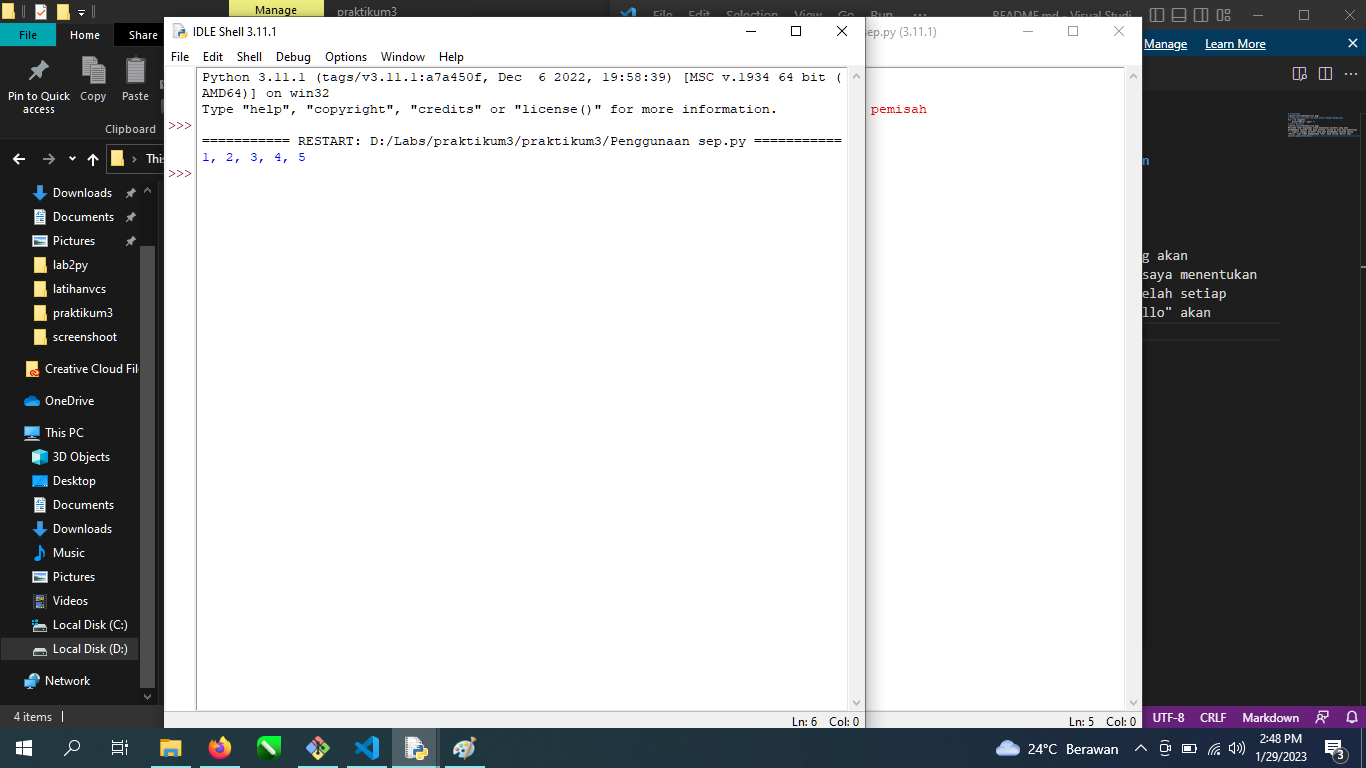 Manage
praktikum3
File Edit Selection View Go Run ···
README.md - Visual Studi
File
Home
Share
IDLE Shell 3.11.1
sep.py (3.11.1)
Manage
Learn More
File Edit Shell Debug Options Window Help
Python 3.11.1 (tags/v3.11.1:a7a450f, Dec  6 2022, 19:58:39) [MSC v.1934 64 bit (
AMD64)] on win32
Type "help", "copyright", "credits" or "license()" for more information.
>>>
=========== RESTART: D:/Labs/praktikum3/praktikum3/Penggunaan sep.py ===========
1, 2, 3, 4, 5
>>>
Ln: 6 Col: 0
pemisah
Ln: 5 Col: 0
n
g akan
saya menentukan
elah setiap
llo" akan
Pin to Quick
access
Copy
Paste
Clipboard
This
Downloads
Documents
Pictures
lab2py
latihanvcs
praktikum3
screenshoot
Creative Cloud Fil
OneDrive
This PC
3D Objects
Desktop
Documents
Downloads
Music
Pictures
Videos
Local Disk (C:)
Local Disk (D:)
Network
4 items
UTF-8 CRLF Markdown
24°C Berawan
2:48 PM
1/29/2023
3